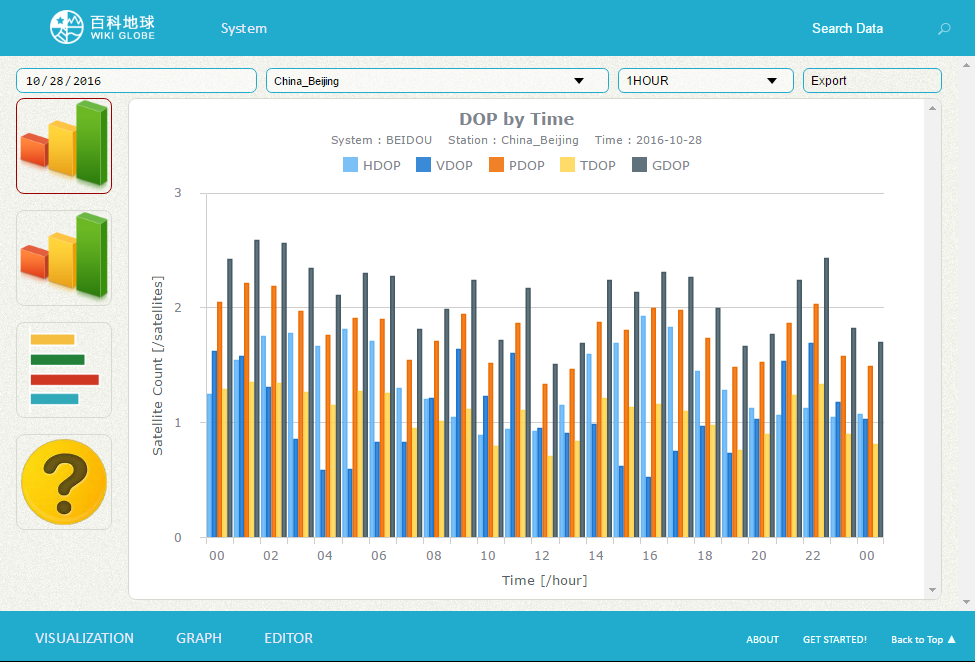 百科地球
WIKI GLOBE
System
Search Data
10/28/2016
China_Beijing
1HOUR
Export
DOP by Time
System : BEIDOU Station : China_Beijing Time : 2016-10-28
HDOP VDOP PDOP TDOP GDOP
3
2
1
0
Satellite Count [/satellites]
00 02 04 06 08 10 12 14 16 18 20 22 00
Time [/hour]
?
VISUALIZATION GRAPH EDITOR
ABOUT GET STARTED! Back to Top ▲